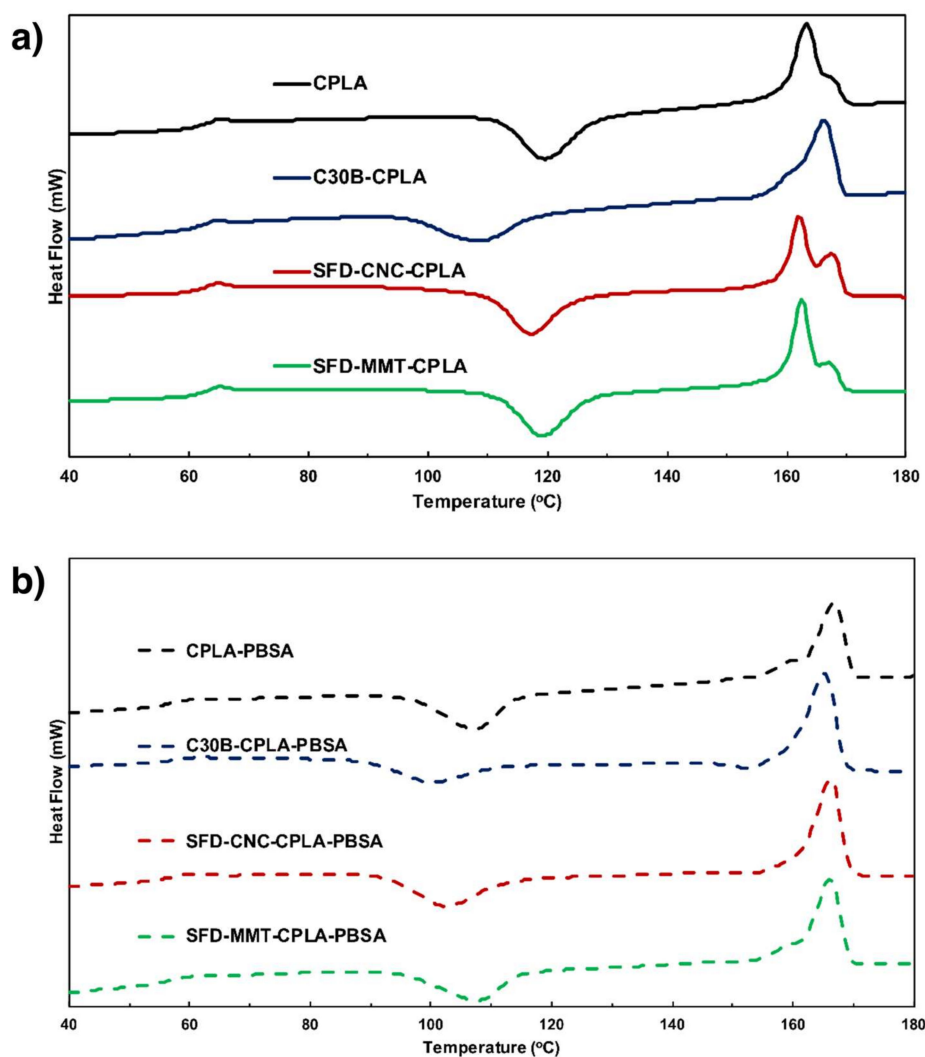 a)
CPLA
C30B-CPLA
SFD-CNC-CPLA
SFD-MMT-CPLA
Heat Flow (mW)
40 60 80 100 120 140 160 180
Temperature (°C)
b)
CPLA-PBSA
C30B-CPLA-PBSA
SFD-CNC-CPLA-PBSA
SFD-MMT-CPLA-PBSA
Heat Flow (mW)
40 60 80 100 120 140 160 180
Temperature (°C)